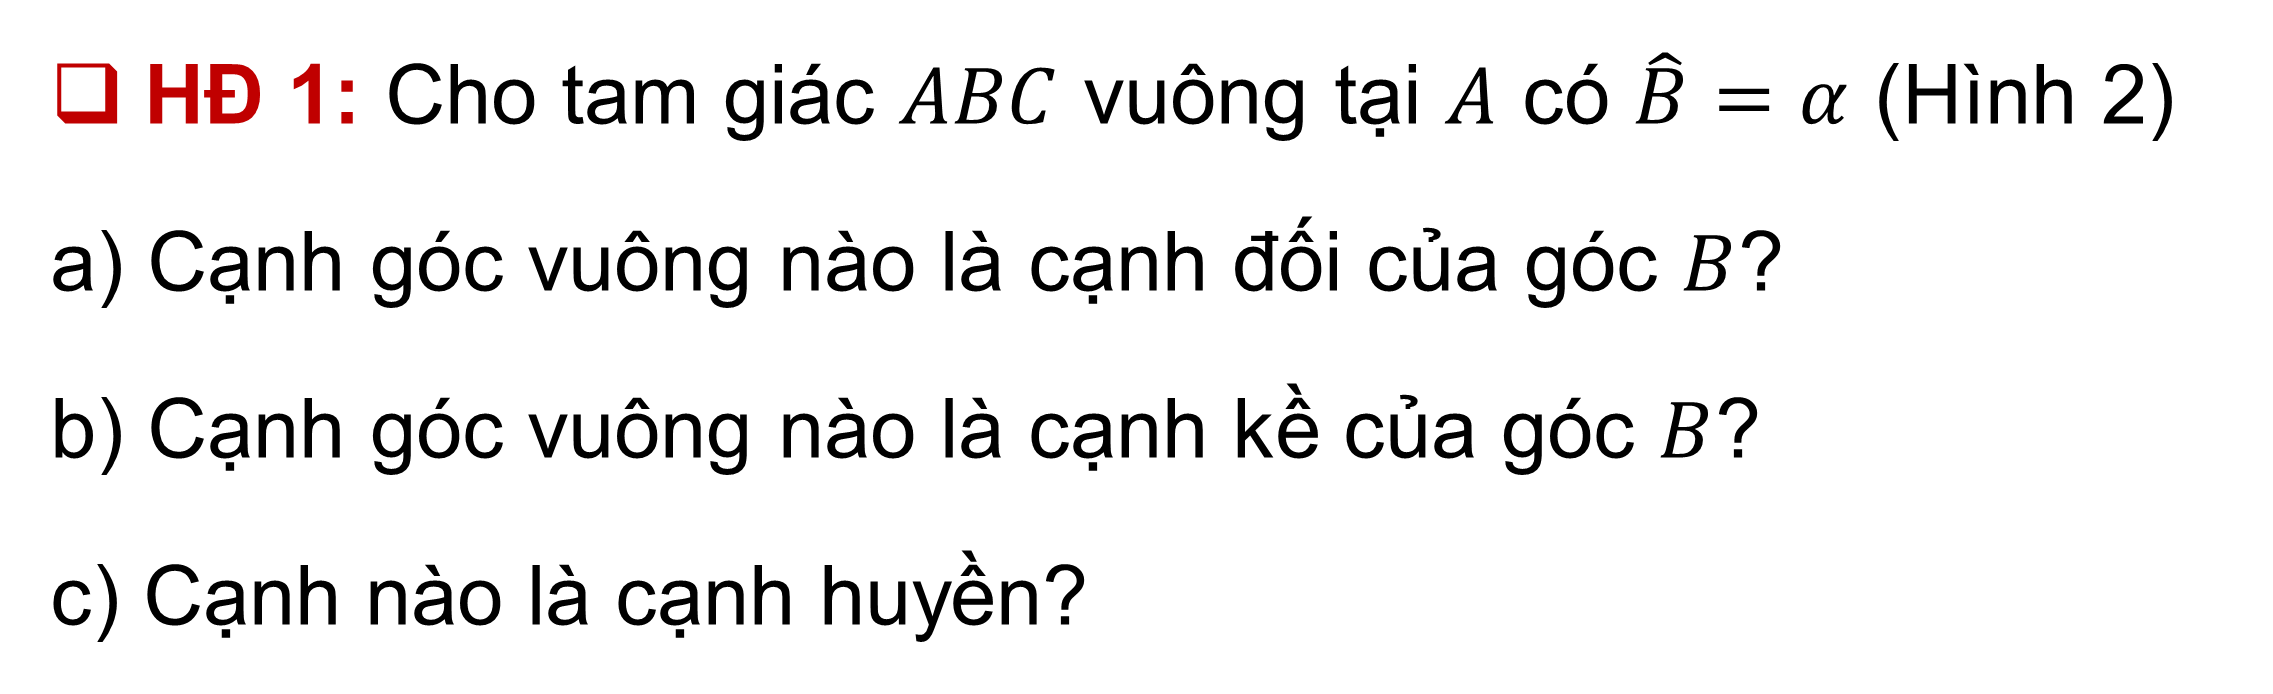 ❑ HĐ 1: Cho tam giác ABC vuông tại A có B̂ = α (Hình 2)
a) Cạnh góc vuông nào là cạnh đối của góc B?
b) Cạnh góc vuông nào là cạnh kề của góc B?
c) Cạnh nào là cạnh huyền?